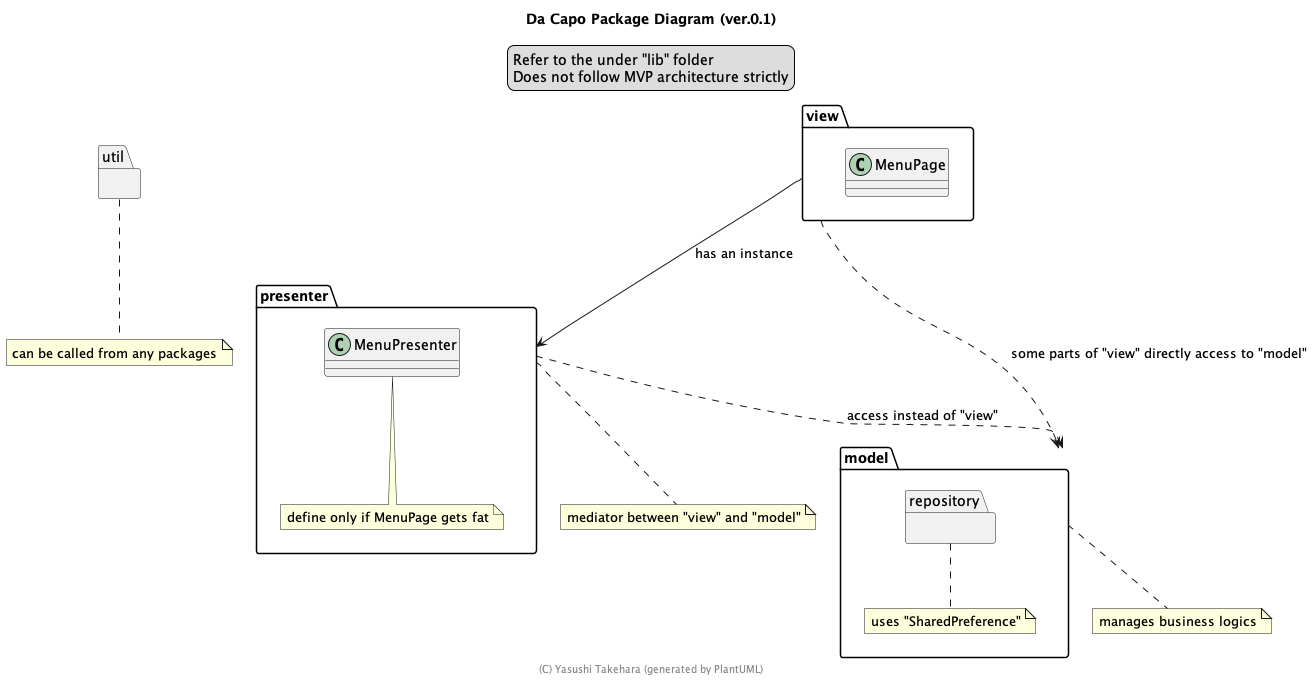 Da Capo Package Diagram (ver.0.1)
Refer to the under "lib" folder
Does not follow MVP architecture strictly
view
C MenuPage
util
has an instance
presenter
C MenuPresenter
can be called from any packages
some parts of "view" directly access to "model"
access instead of "view"
model
repository
define only if MenuPage gets fat
mediator between "view" and "model"
uses "SharedPreference"
manages business logics
(C) Yasushi Takehara (generated by PlantUML)